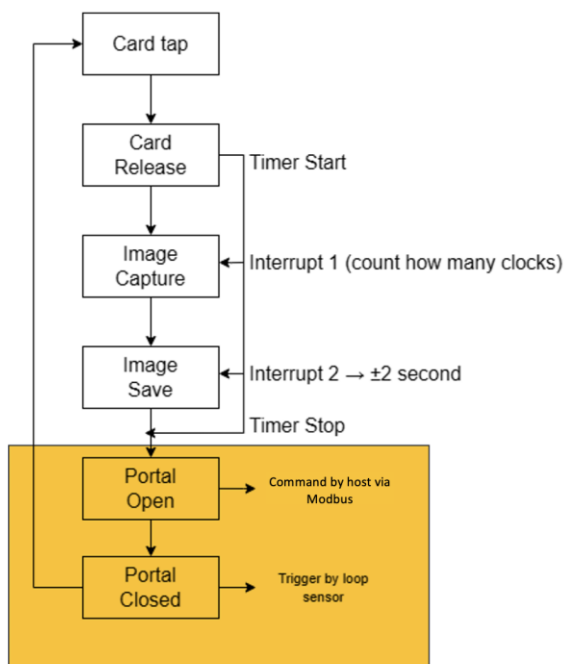 Card tap
Card
Release
Timer Start
Image
Capture
Interrupt 1 (count how many clocks)
Image
Save
Interrupt 2 → ±2 second
Timer Stop
Portal
Open
Command by host via
Modbus
Portal
Closed
Trigger by loop
sensor